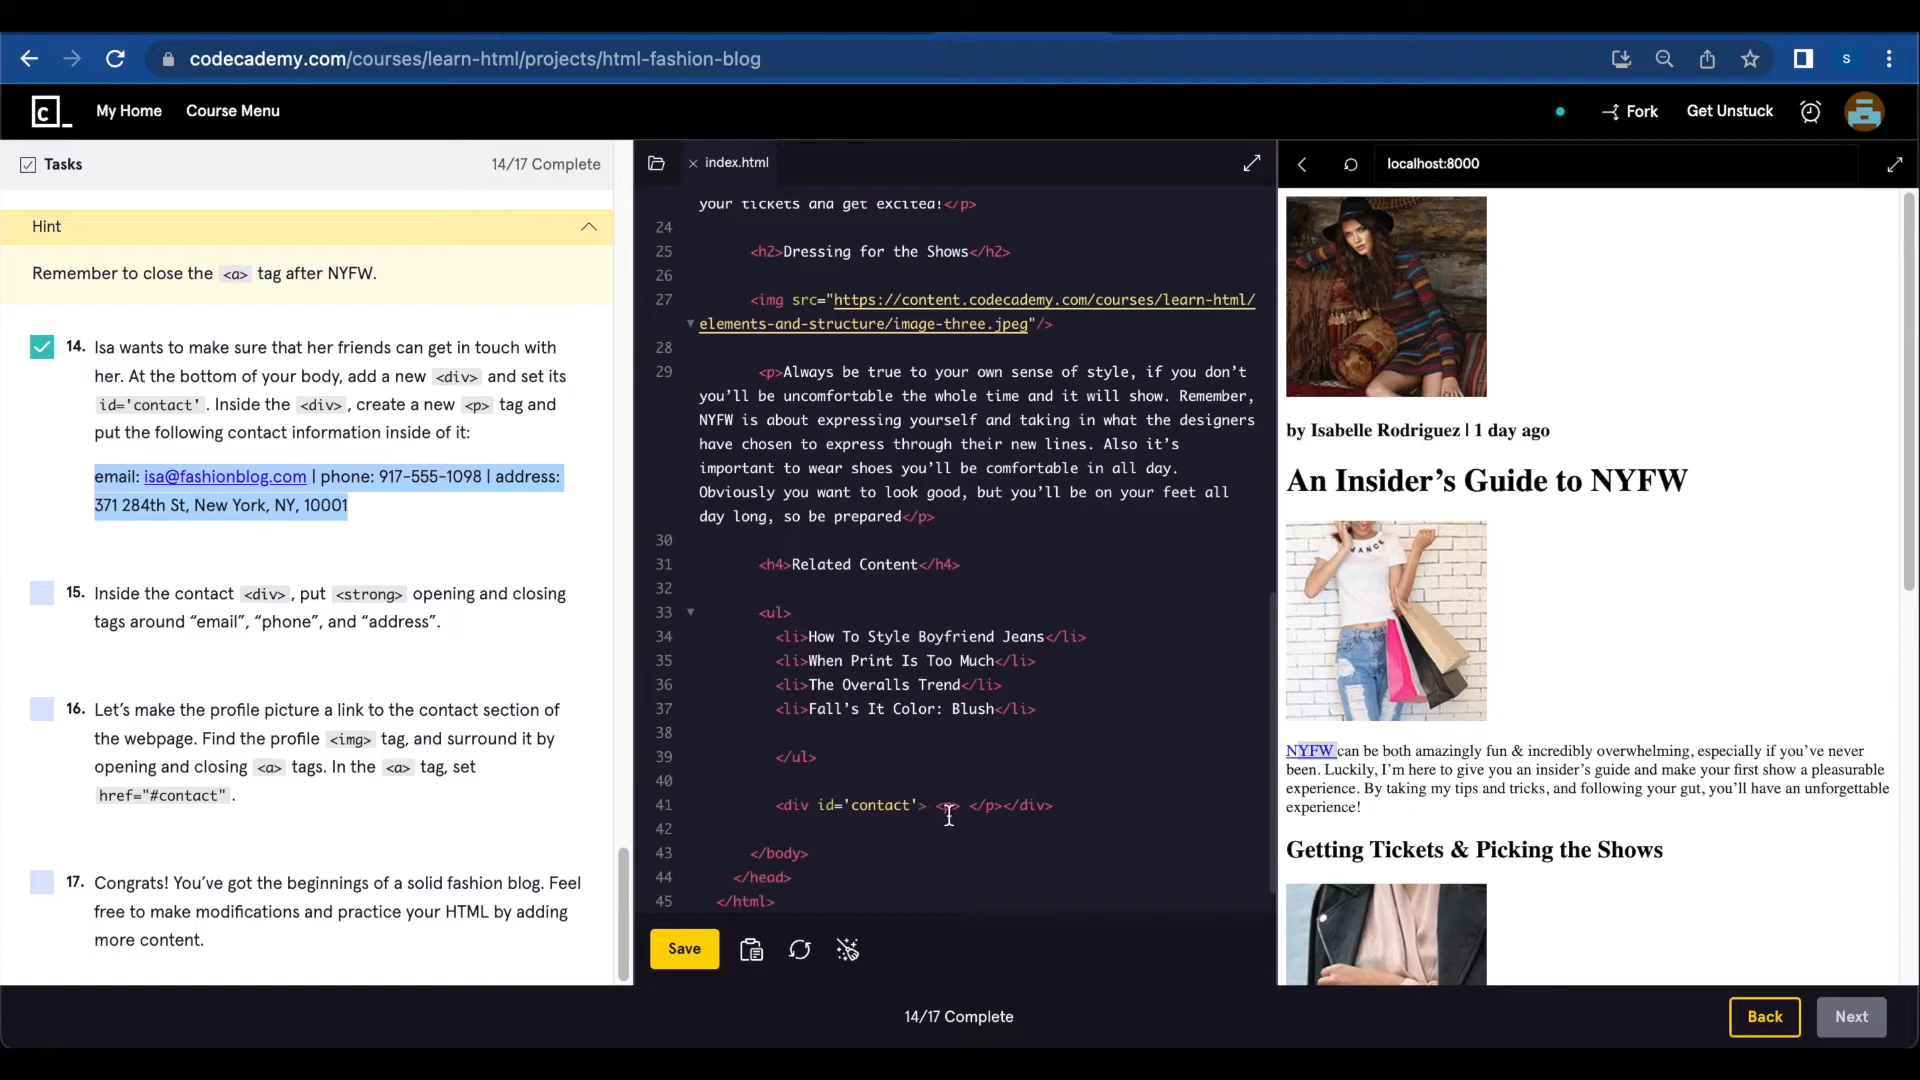 codecademy.com/courses/learn-html/projects/html-fashion-blog
S
C
My Home
Course Menu
Fork
Get Unstuck
Tasks
14/17 Complete
Hint
Remember to close the <a> tag after NYFW.
14. Isa wants to make sure that her friends can get in touch with
her. At the bottom of your body, add a new <div> and set its
id='contact'. Inside the <div>, create a new <p> tag and
put the following contact information inside of it:
email: isa@fashionblog.com | phone: 917-555-1098 | address:
371 284th St, New York, NY, 10001
15. Inside the contact <div>, put <strong> opening and closing
tags around “email”, “phone”, and “address”.
16. Let’s make the profile picture a link to the contact section of
the webpage. Find the profile <img> tag, and surround it by
opening and closing <a> tags. In the <a> tag, set
href="#contact".
17. Congrats! You’ve got the beginnings of a solid fashion blog. Feel
free to make modifications and practice your HTML by adding
more content.
index.html
your tickets and get excited!</p>
24
25 <h2>Dressing for the Shows</h2>
26
27 <img src="https://content.codecademy.com/courses/learn-html/
elements-and-structure/image-three.jpeg"/>
28
29 <p>Always be true to your own sense of style, if you don’t
you’ll be uncomfortable the whole time and it will show. Remember,
NYFW is about expressing yourself and taking in what the designers
have chosen to express through their new lines. Also it’s
important to wear shoes you’ll be comfortable in all day.
Obviously you want to look good, but you’ll be on your feet all
day long, so be prepared</p>
30
31 <h4>Related Content</h4>
32
33 <ul>
34 <li>How To Style Boyfriend Jeans</li>
35 <li>When Print Is Too Much</li>
36 <li>The Overalls Trend</li>
37 <li>Fall’s It Color: Blush</li>
38
39 </ul>
40
41 <div id='contact'> <p> </p></div>
42
43 </body>
44 </head>
45 </html>
Save
localhost:8000
by Isabelle Rodriguez | 1 day ago
An Insider’s Guide to NYFW
ANCE
NYFW can be both amazingly fun & incredibly overwhelming, especially if you’ve never
been. Luckily, I’m here to give you an insider’s guide and make your first show a pleasurable
experience. By taking my tips and tricks, and following your gut, you’ll have an unforgettable
experience!
Getting Tickets & Picking the Shows
14/17 Complete
Back
Next